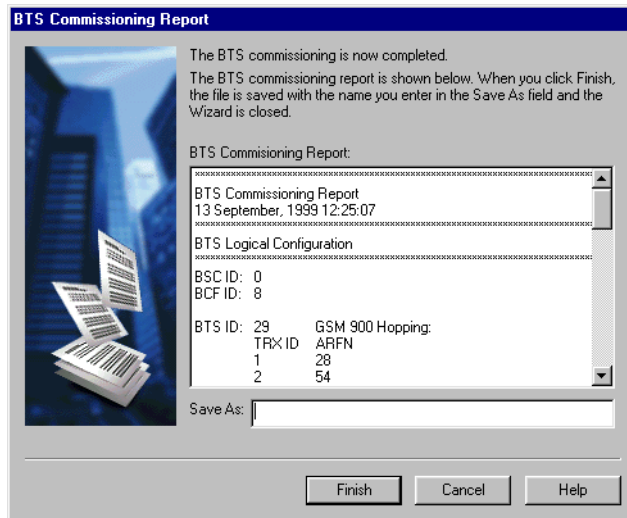 BTS Commissioning Report
The BTS commissioning is now completed.
The BTS commissioning report is shown below. When you click Finish,
the file is saved with the name you enter in the Save As field and the
Wizard is closed.
BTS Commisioning Report:
BTS Commissioning Report
13 September, 1999 12:25:07
BTS Logical Configuration
BSC ID: 0
BCF ID: 8
BTS ID: 29 GSM 900 Hopping:
TRX ID ARFN
1 28
2 54
Save As:
Finish Cancel Help